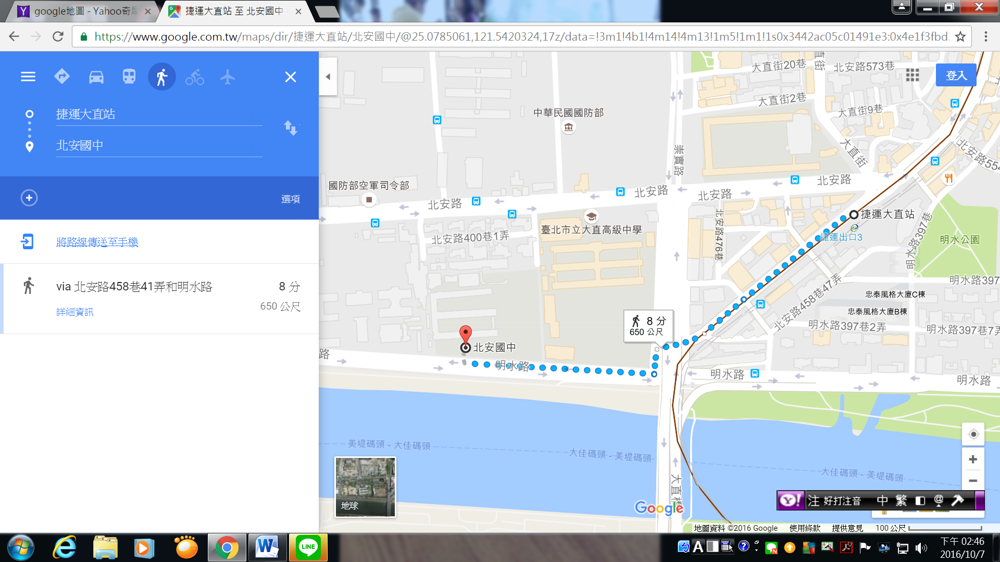 google地圖 - Yahoo奇
捷運大直站 至 北安國中
https://www.google.com.tw/maps/dir/捷運大直站/北安國中/@25.0785061,121.5420324,17z/data=!3m1!4b1!4m14!4m13!1m5!1m1!1s0x3442ac05c01491e3:0x4e1f3fbd
捷運大直站
北安國中
選項
將路線傳送至手機
via 北安路458巷41弄和明水路
8 分
650 公尺
詳細資訊
登入
大直街20巷
北安路573巷
直街
大直街2巷
大直街9巷
中華民國國防部
崇實路
大直街
北安路554
國防部空軍司令部
北安路
北安路
北安路
北安路
捷運大直站
捷運出口3
北安路476巷
臺北市立大直高級中學
北安路400巷1弄
明水路397巷
明水公園
明水路397
忠泰風格大廈C棟
忠泰風格大廈B棟
北安路458巷47弄
明水路397巷2弄
明水路397巷7弄
8 分
650 公尺
北安國中
路
明水路
明水路
明水路
美堤碼頭 - 大佳碼頭
大佳碼頭 - 美堤碼頭
大佳碼頭 - 美堤碼頭
大直橋
地球
Google
Y!
注 好打注音 中 繁
地圖資料 ©2016 Google
使用條款
提供意見
100 公尺
W
LINE
A
下午 02:46
2016/10/7